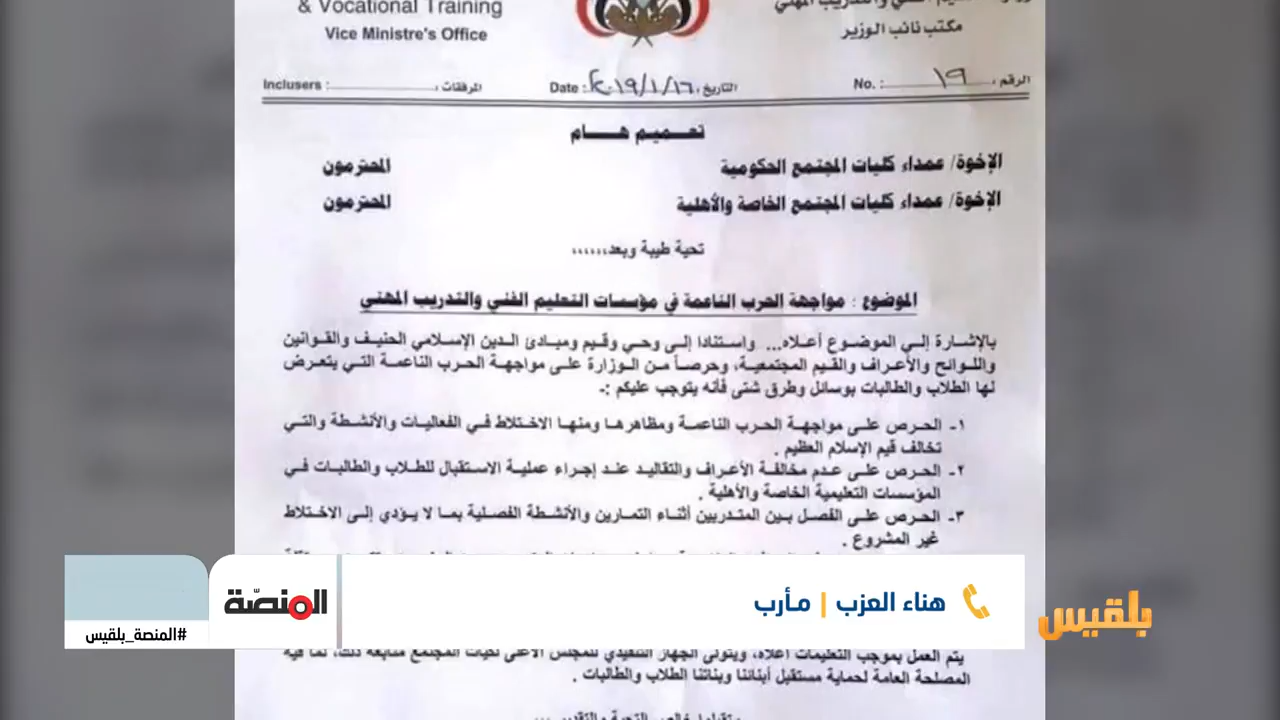 & Vocational Training
Vice Ministre's Office
مكتب نائب الوزير
الرقم، ١٩ No. :
التاريخ، ٢٠١٩/١/١٦ Date :
المرفقات، Inclusers :
تعـمـيـم هـــام
الإخوة/ عمداء كليات المجتمع الحكومية المحترمون
الإخوة/ عمداء كليات المجتمع الخاصة والأهلية المحترمون
تحية طيبة وبعد،،،،،،
الموضوع : مواجهة الحرب الناعمة في مؤسسات التعليم الفني والتدريب المهني
بالإشارة إلى الموضوع أعلاه... واستنادا إلى وحي وقيم ومبادئ الدين الإسلامي الحنيف والقوانين
واللوائح والأعراف والقيم المجتمعية، وحرصاً من الوزارة على مواجهة الحرب الناعمة التي يتعرض
لها الطلاب والطالبات بوسائل وطرق شتى فأنه يتوجب عليكم :-
١- الحرص على مواجهة الحرب الناعمة ومظاهرها ومنها الاختلاط في الفعاليات والأنشطة والتي
تخالف قيم الإسلام العظيم .
٢- الحرص على عدم مخالفة الأعراف والتقاليد عند إجراء عملية الاستقبال للطلاب والطالبات في
المؤسسات التعليمية الخاصة والأهلية .
٣- الحرص على الفصل بين المتدربين أثناء التمارين والأنشطة الفصلية بما لا يؤدي إلى الاختلاط
غير المشروع .
هناء العزب | مأرب
المنصّة
#المنصة_بلقيس
بلقيس
يتم العمل بموجب التعليمات أعلاه، ويتولى الجهاز التنفيذي للمجلس الأعلى لكليات المجتمع متابعة ذلك، لما فيه
المصلحة العامة لحماية مستقبل أبنائنا وبناتنا الطلاب والطالبات .